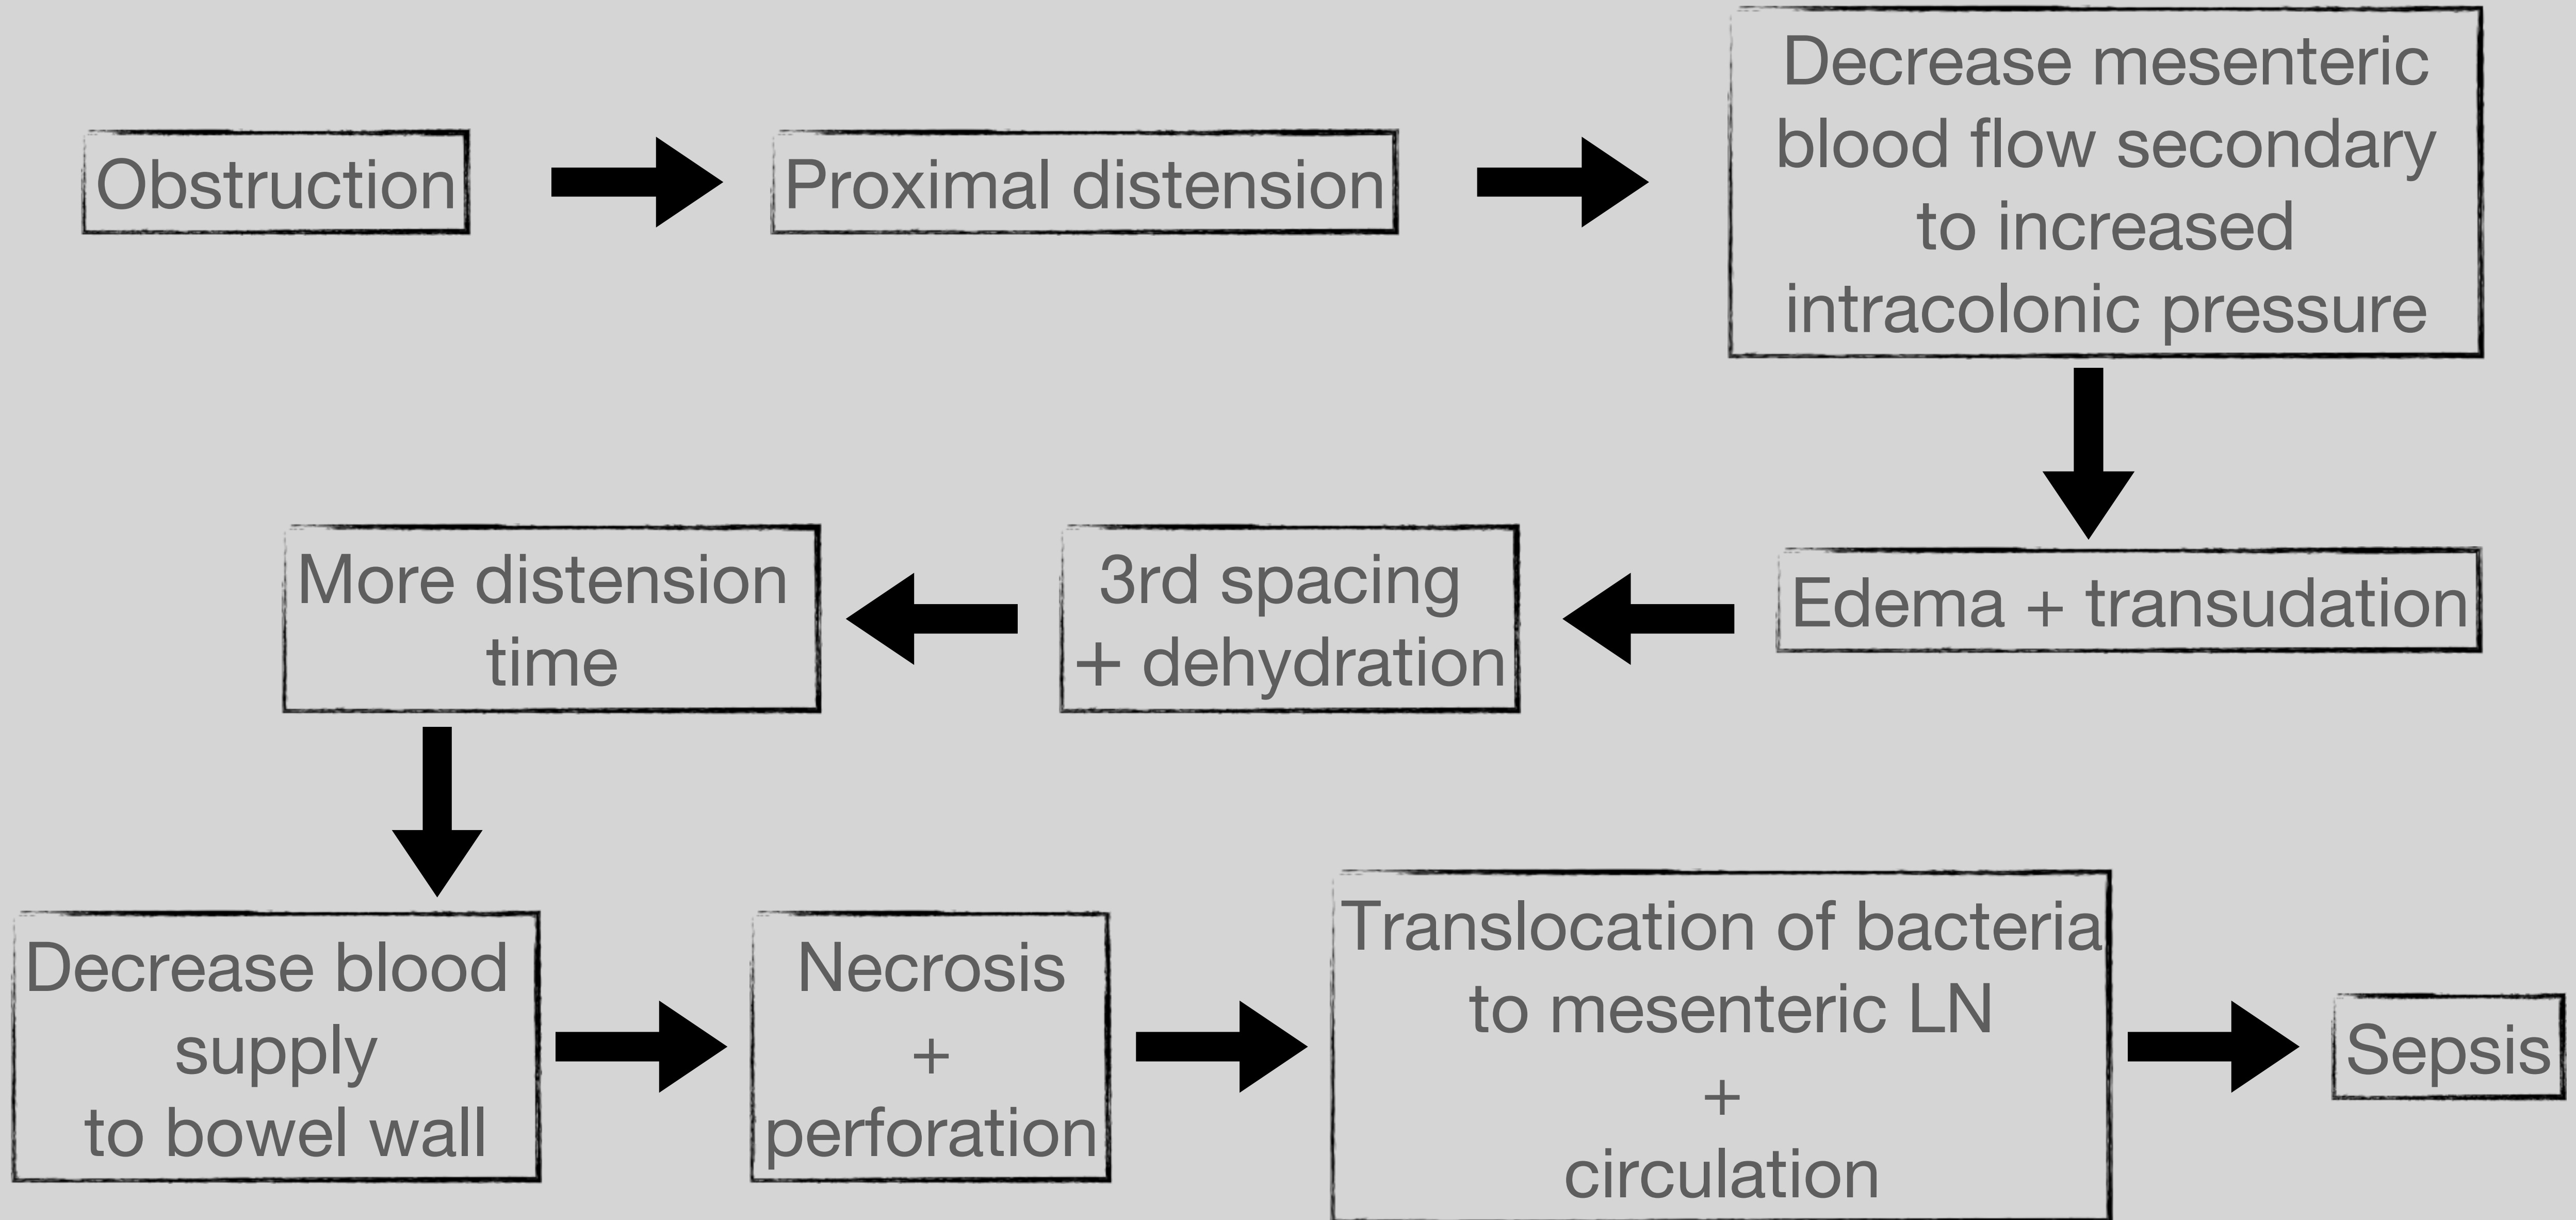 Obstruction
Proximal distension
Decrease mesenteric
blood flow secondary
to increased
intracolonic pressure
Edema + transudation
3rd spacing
+ dehydration
More distension
time
Decrease blood
supply
to bowel wall
Necrosis
+
perforation
Translocation of bacteria
to mesenteric LN
+
circulation
Sepsis